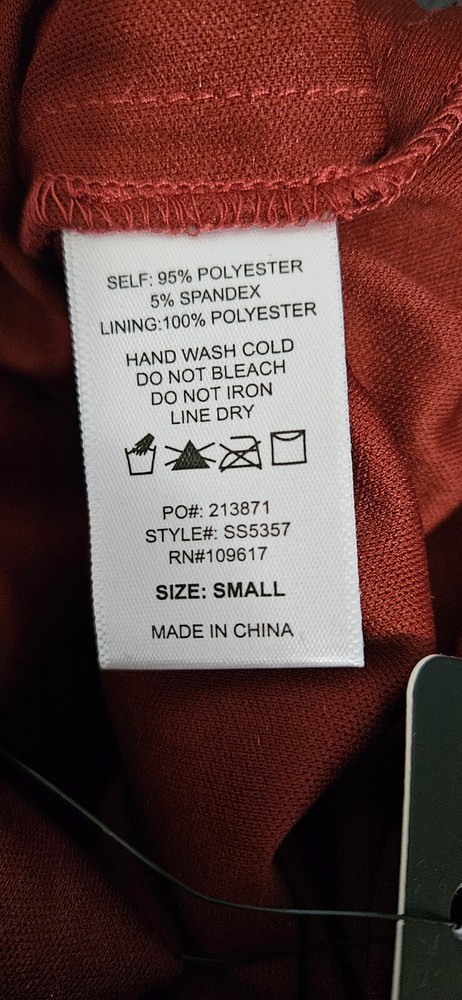 SELF: 95% POLYESTER
5% SPANDEX
LINING:100% POLYESTER
HAND WASH COLD
DO NOT BLEACH
DO NOT IRON
LINE DRY
PO#: 213871
STYLE#: SS5357
RN#109617
SIZE: SMALL
MADE IN CHINA